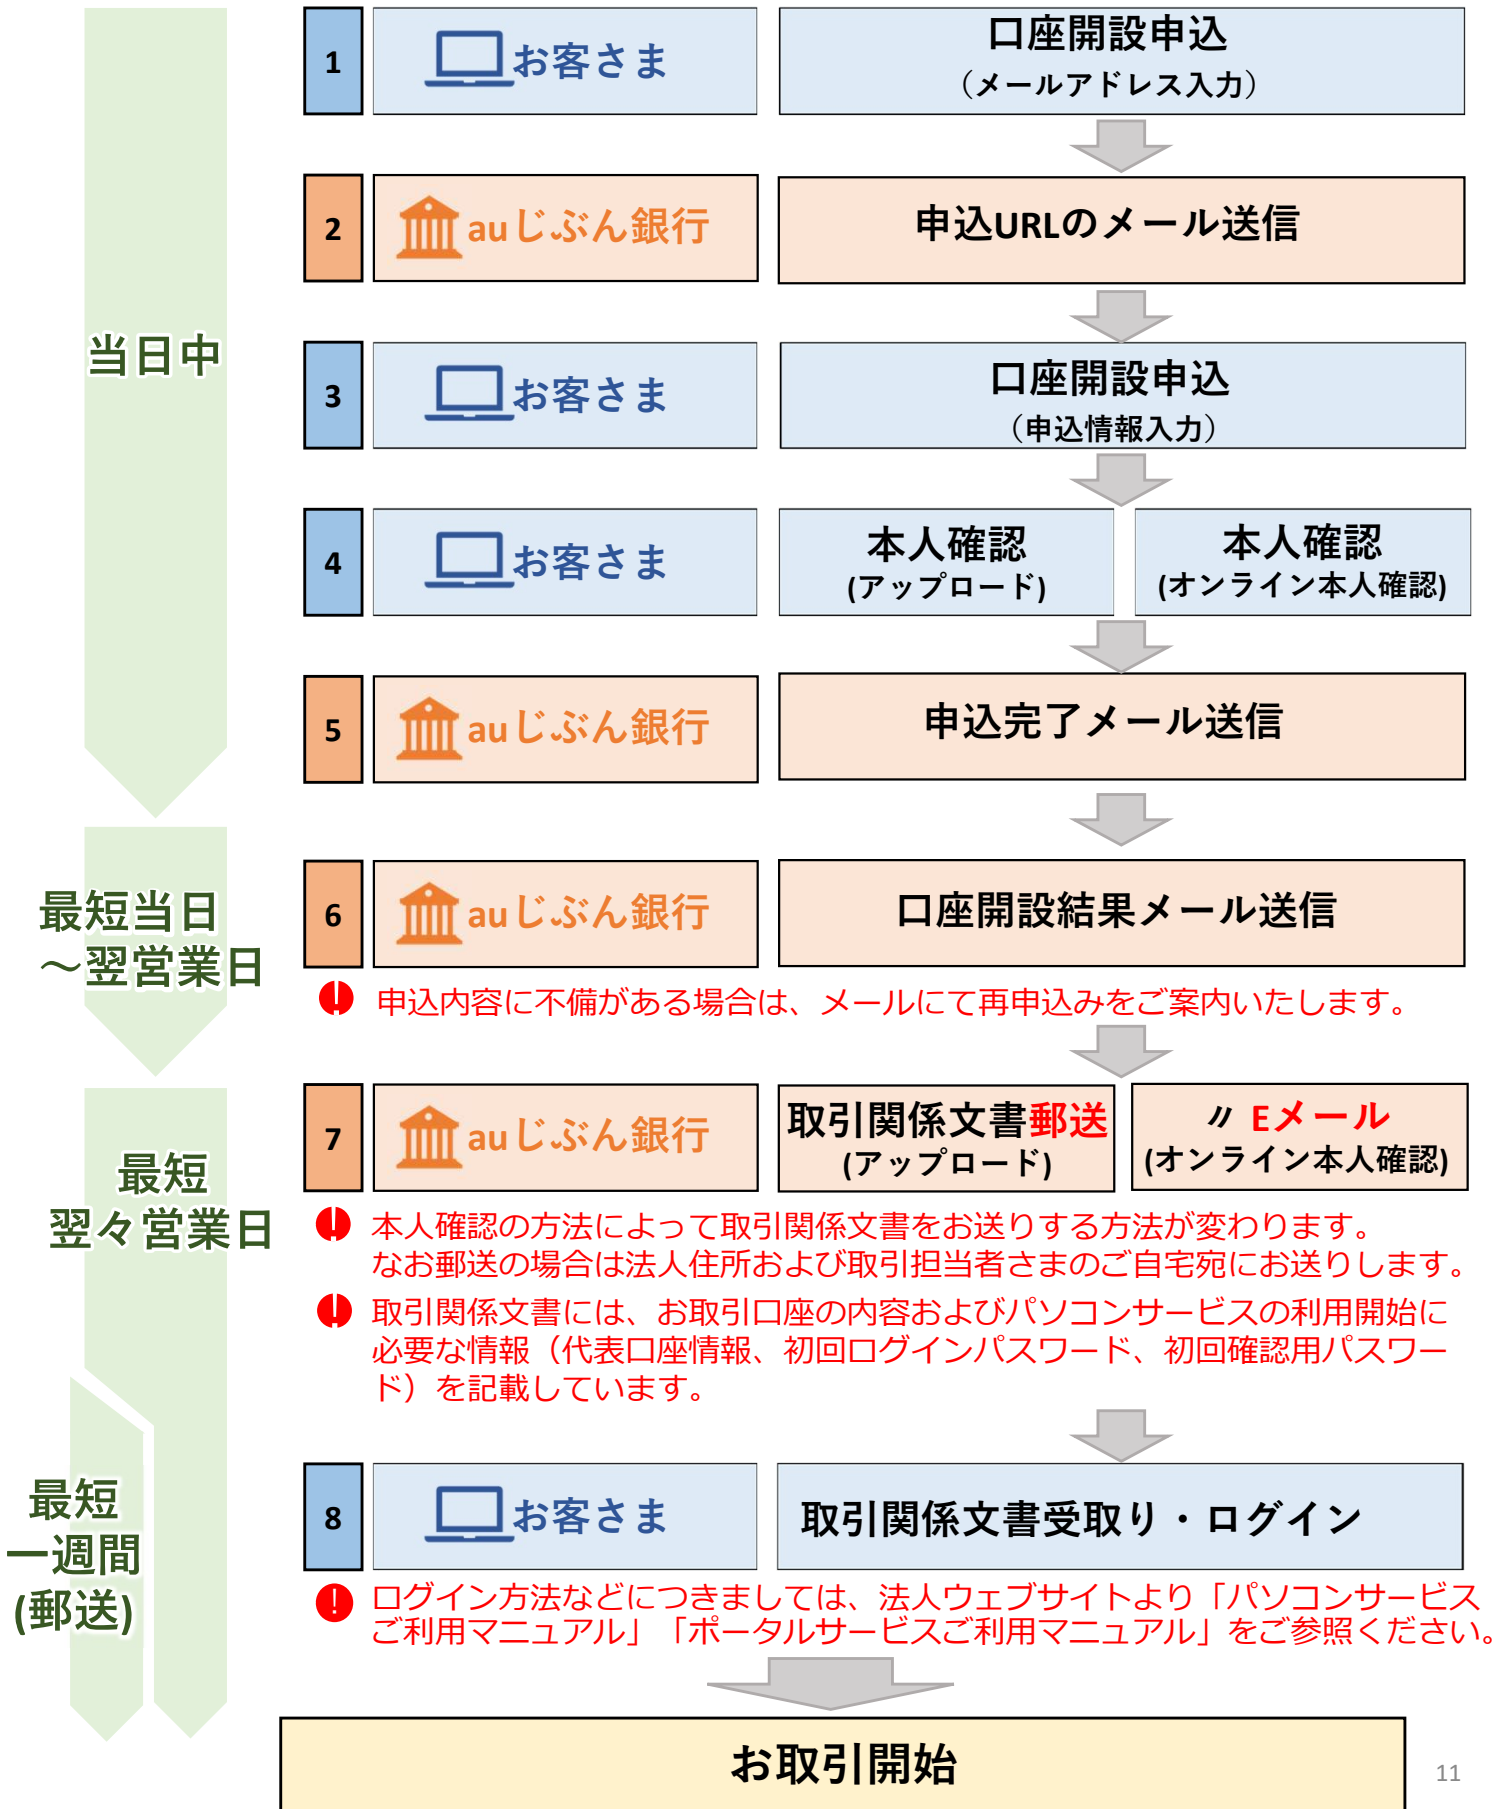 当日中
1
お客さま
口座開設申込
（メールアドレス入力）
2
auじぶん銀行
申込URLのメール送信
3
お客さま
口座開設申込
（申込情報入力）
4
お客さま
本人確認
(アップロード)
本人確認
(オンライン本人確認)
5
auじぶん銀行
申込完了メール送信
最短当日
～翌営業日
6
auじぶん銀行
口座開設結果メール送信
! 申込内容に不備がある場合は、メールにて再申込みをご案内いたします。
最短
翌々営業日
7
auじぶん銀行
取引関係文書郵送
(アップロード)
〃 Eメール
(オンライン本人確認)
! 本人確認の方法によって取引関係文書をお送りする方法が変わります。
なお郵送の場合は法人住所および取引担当者さまのご自宅宛にお送りします。
! 取引関係文書には、お取引口座の内容およびパソコンサービスの利用開始に
必要な情報（代表口座情報、初回ログインパスワード、初回確認用パスワー
ド）を記載しています。
最短
一週間
(郵送)
8
お客さま
取引関係文書受取り・ログイン
! ログイン方法などにつきましては、法人ウェブサイトより「パソコンサービス
ご利用マニュアル」「ポータルサービスご利用マニュアル」をご参照ください。
お取引開始
11